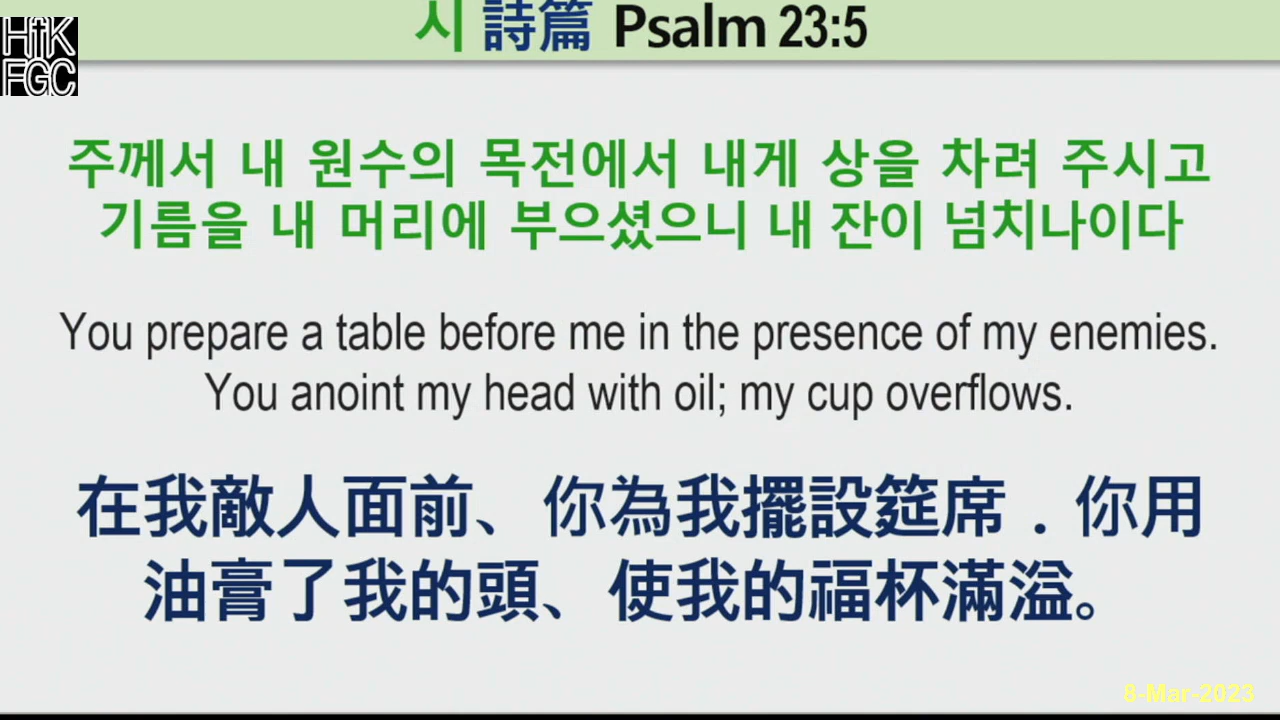 시 詩篇 Psalm 23:5
HfK
FGC
주께서 내 원수의 목전에서 내게 상을 차려 주시고
기름을 내 머리에 부으셨으니 내 잔이 넘치나이다
You prepare a table before me in the presence of my enemies.
You anoint my head with oil; my cup overflows.
在我敵人面前、你為我擺設筵席．你用
油膏了我的頭、使我的福杯滿溢。
8-Mar-2023